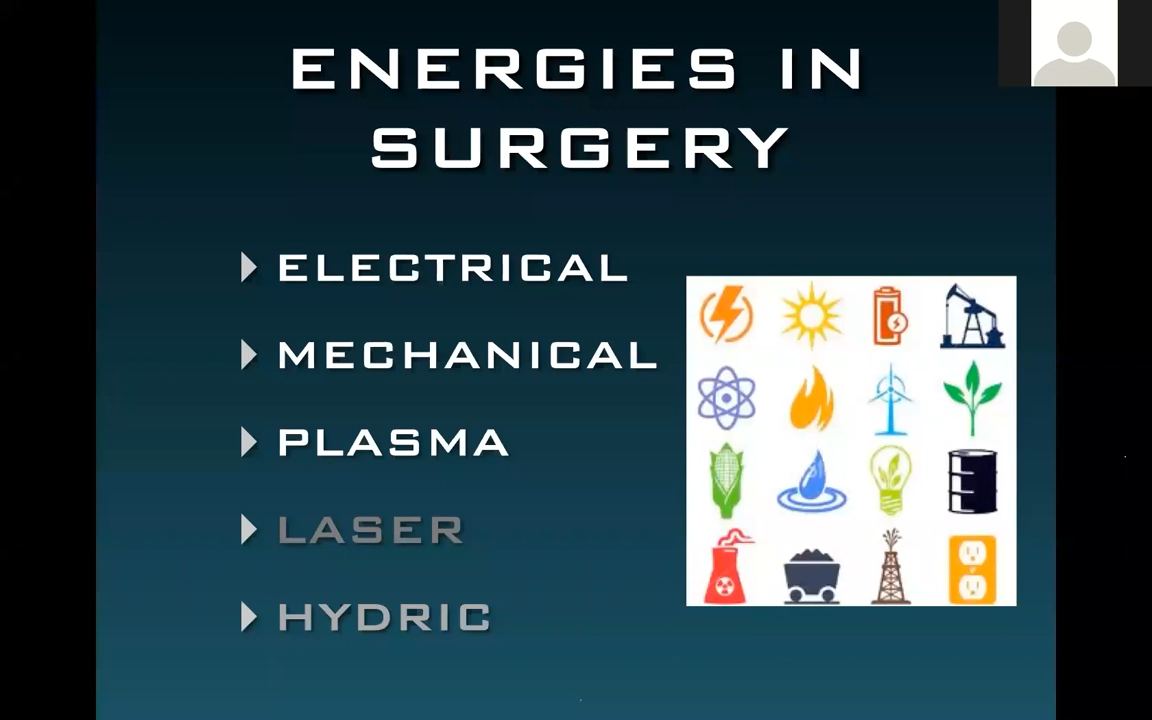 ENERGIES IN
SURGERY
ELECTRICAL
MECHANICAL
PLASMA
LASER
HYDRIC